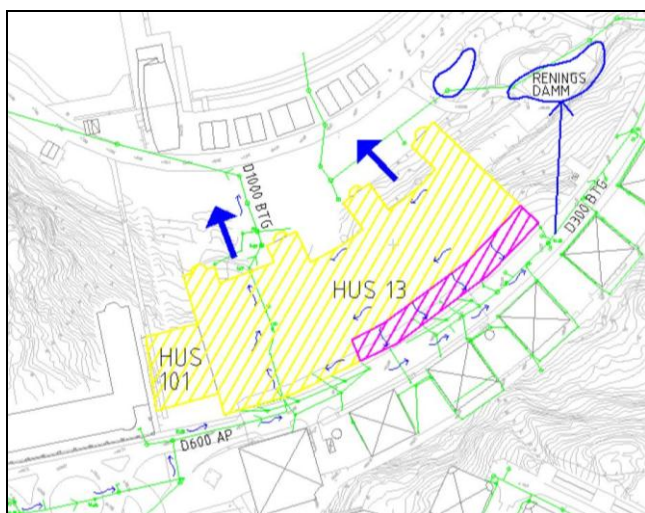 RENINGS
DAMM
D1000 BTG
D300 BTG
HUS 13
HUS
101
D600 AP